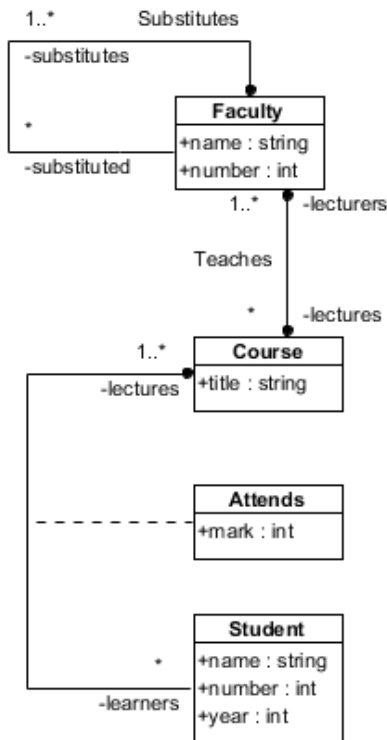 1..* Substitutes
-substitutes
*
-substituted
Faculty
+name : string
+number : int
1..* -lecturers
Teaches
* -lectures
1..*
-lectures
Course
+title : string
Attends
+mark : int
Student
+name : string
+number : int
+year : int
*
-learners